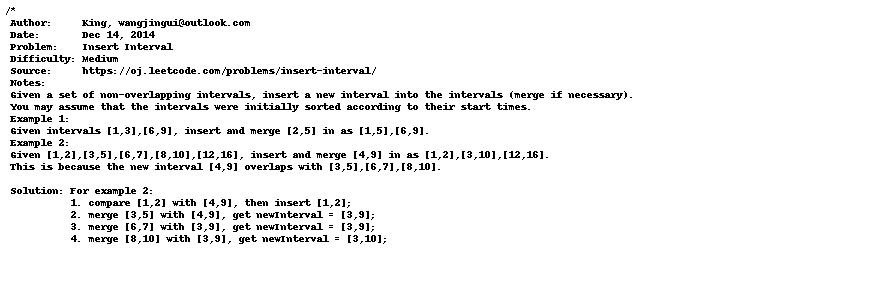 /*
Author:     King, wangjingui@outlook.com
Date:       Dec 14, 2014
Problem:    Insert Interval
Difficulty: Medium
Source:     https://oj.leetcode.com/problems/insert-interval/
Notes:
Given a set of non-overlapping intervals, insert a new interval into the intervals (merge if necessary).
You may assume that the intervals were initially sorted according to their start times.
Example 1:
Given intervals [1,3],[6,9], insert and merge [2,5] in as [1,5],[6,9].
Example 2:
Given [1,2],[3,5],[6,7],[8,10],[12,16], insert and merge [4,9] in as [1,2],[3,10],[12,16].
This is because the new interval [4,9] overlaps with [3,5],[6,7],[8,10].
Solution: For example 2:
1. compare [1,2] with [4,9], then insert [1,2];
2. merge [3,5] with [4,9], get newInterval = [3,9];
3. merge [6,7] with [3,9], get newInterval = [3,9];
4. merge [8,10] with [3,9], get newInterval = [3,10];